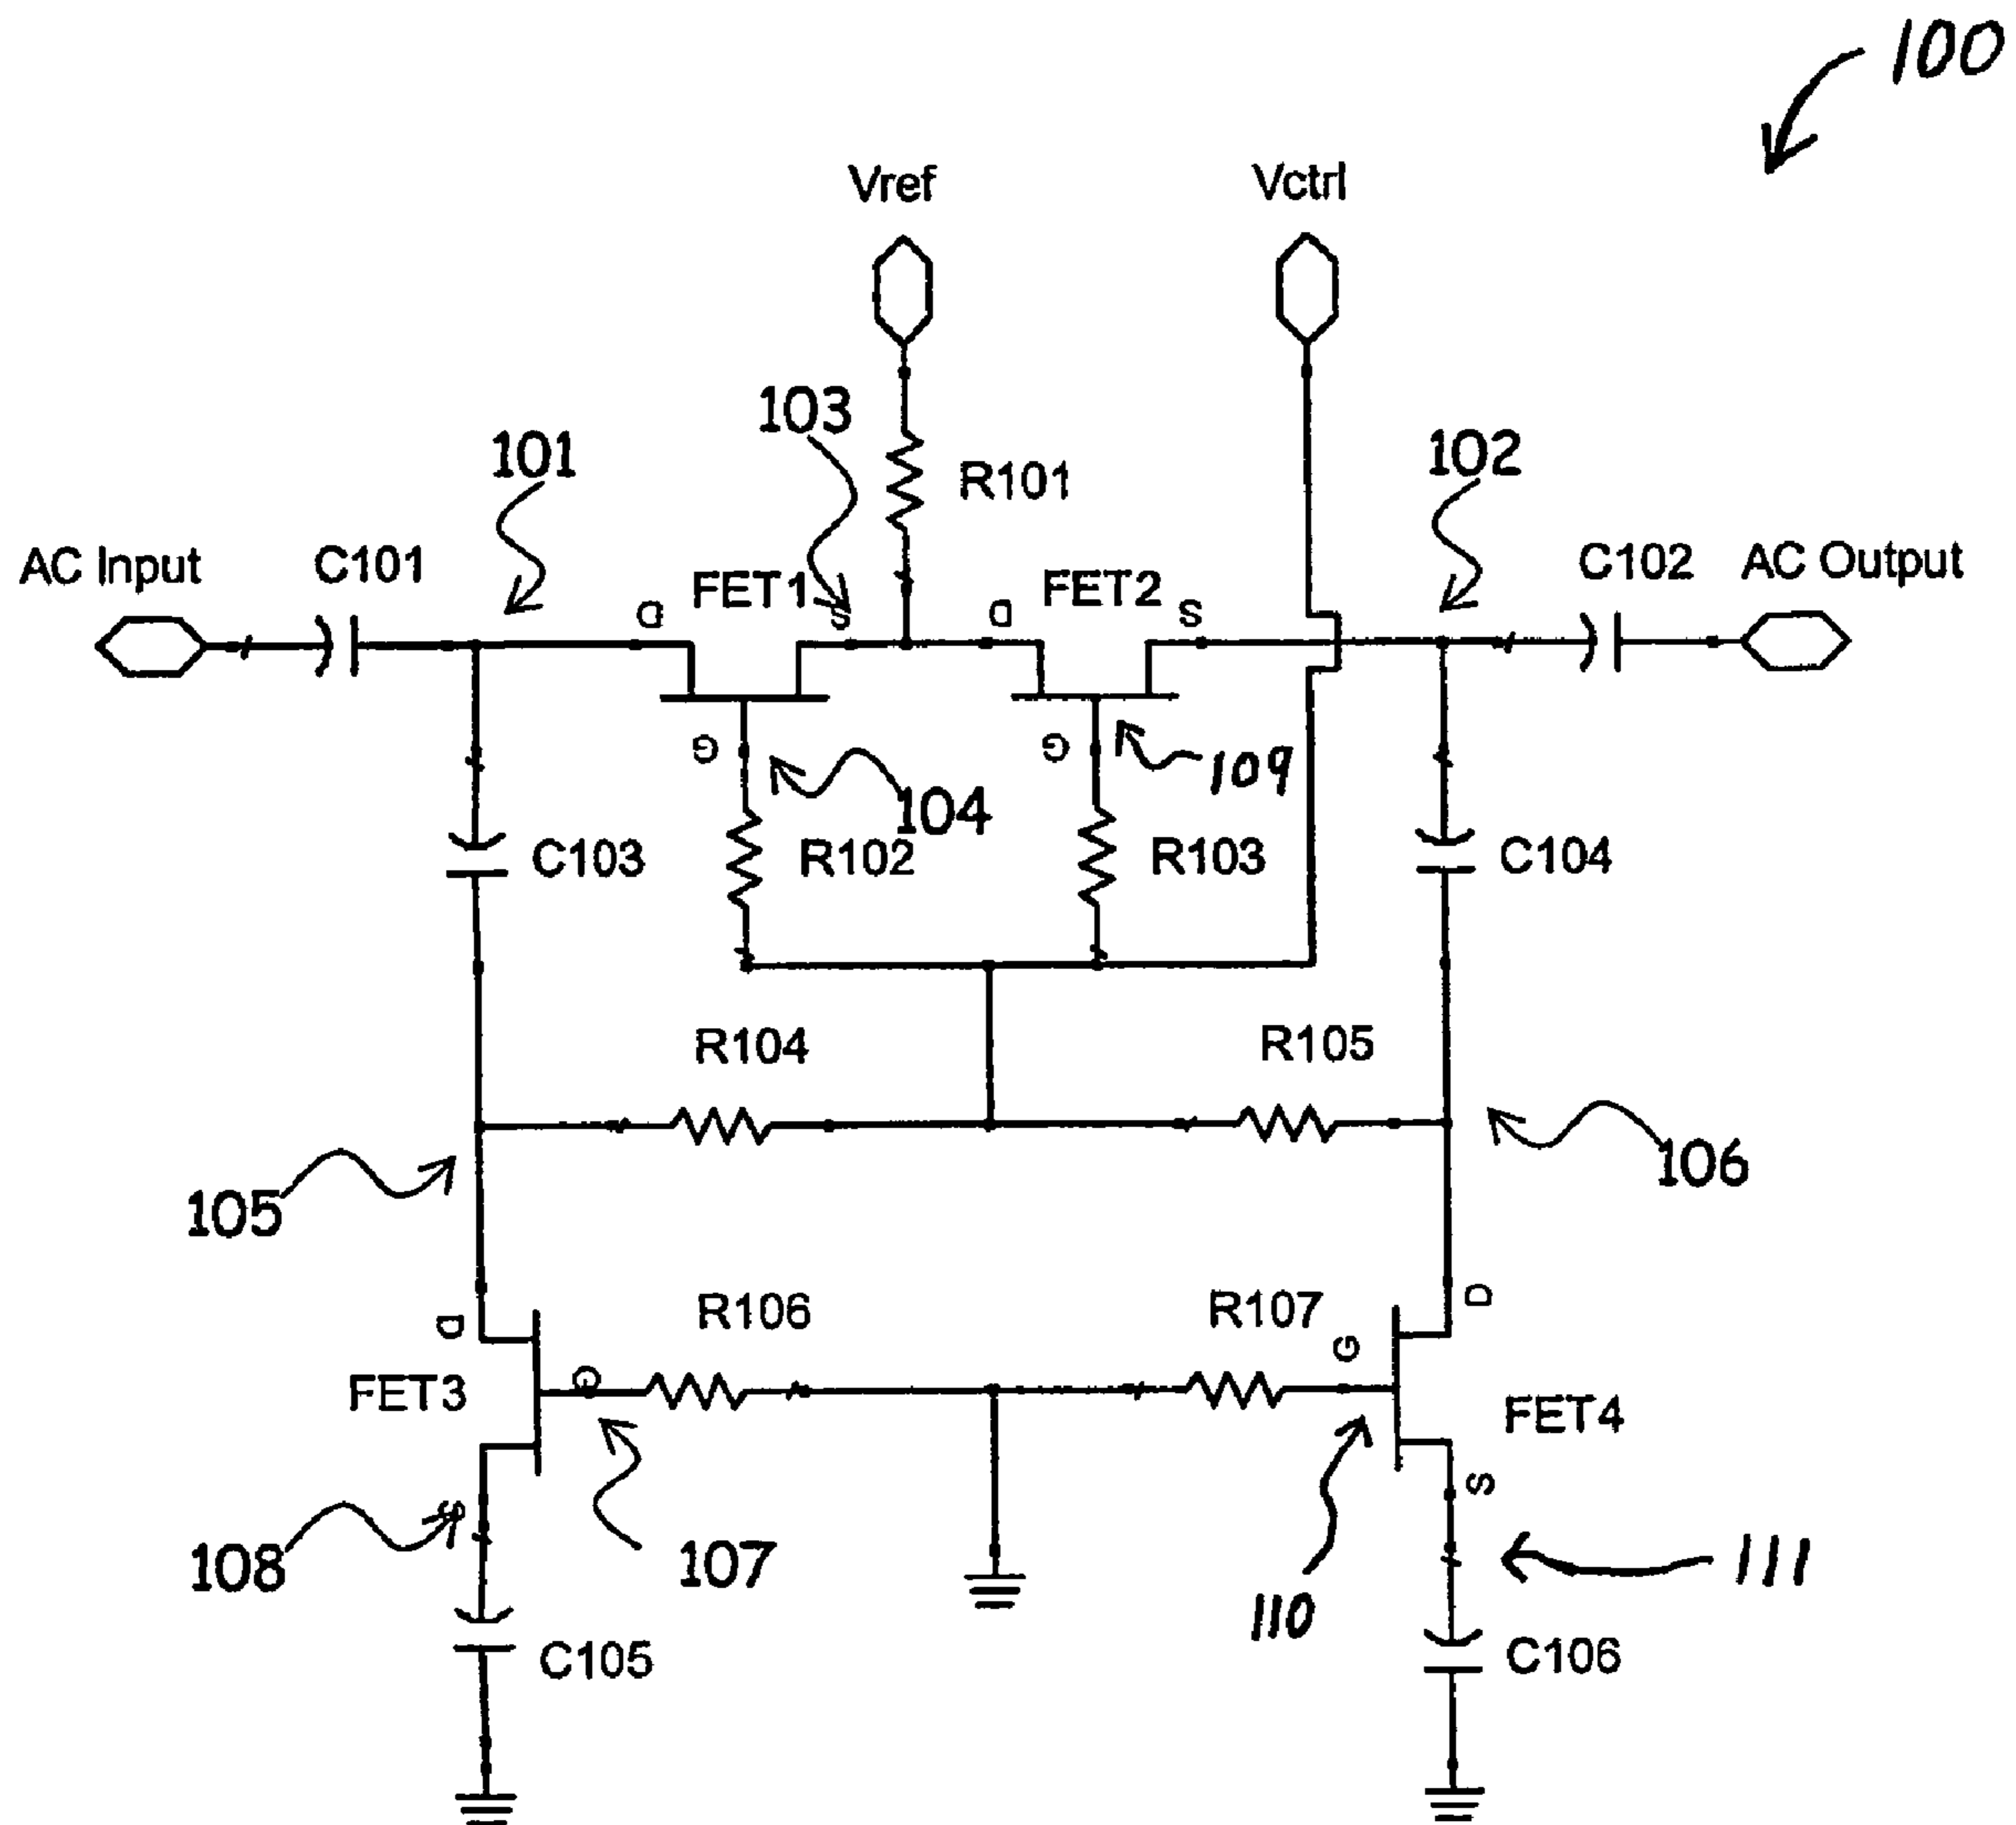 100
Vref
Vctrl
103
101
R101
102
AC Input
C101
FET1
FET2
C102
AC Output
D
S
D
S
G
G
109
104
C103
R102
R103
C104
R104
R105
106
105
R106
R107
D
D
G
G
FET3
FET4
S
S
108
107
110
111
C105
C106